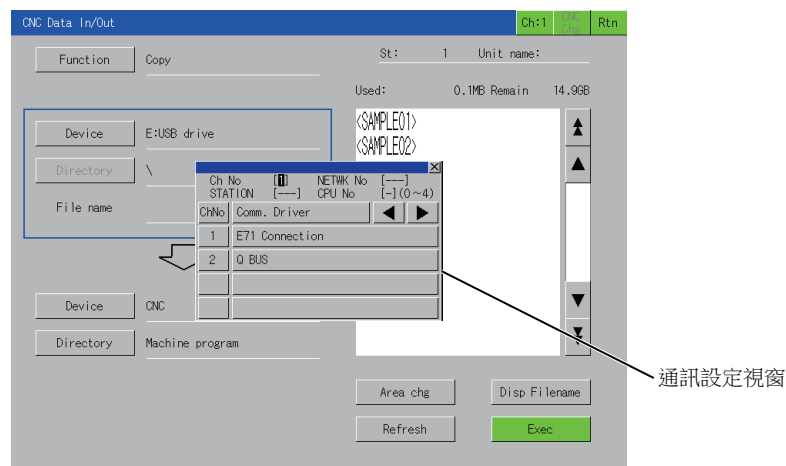 CNC Data In/Out Ch:1 CNC Chg Rtn
Function Copy St: 1 Unit name:
Used: 0.1MB Remain 14.9GB
Device E:USB drive
<SAMPLE01>
<SAMPLE02>
Directory \
File name
Ch No [1] NETWK No [---]
STATION [---] CPU No [-](0~4)
ChNo Comm. Driver
1 E71 Connection
2 Q BUS
Device CNC
Directory Machine program
通訊設定視窗
Area chg Disp Filename
Refresh Exec